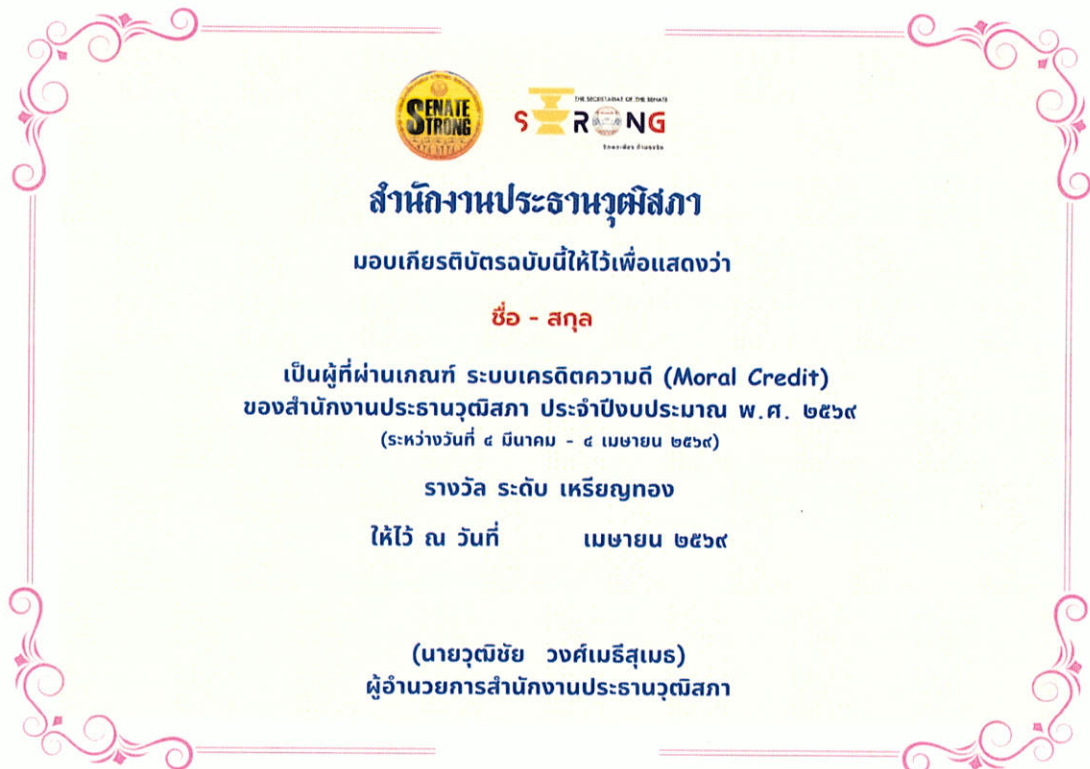 SENATE
STRONG
THE SECRETARIAT OF THE SENATE
STRONG
สำนักงานประธานวุฒิสภา
มอบเกียรติบัตรฉบับนี้ให้ไว้เพื่อแสดงว่า
ชื่อ - สกุล
เป็นผู้ที่ผ่านเกณฑ์ ระบบเครดิตความดี (Moral Credit)
ของสำนักงานประธานวุฒิสภา ประจำปีงบประมาณ พ.ศ. ๒๕๖๙
(ระหว่างวันที่ ๔ มีนาคม - ๔ เมษายน ๒๕๖๙)
รางวัล ระดับ เหรียญทอง
ให้ไว้ ณ วันที่ เมษายน ๒๕๖๙
(นายวุฒิชัย วงศ์เมธีสุเมธ)
ผู้อำนวยการสำนักงานประธานวุฒิสภา